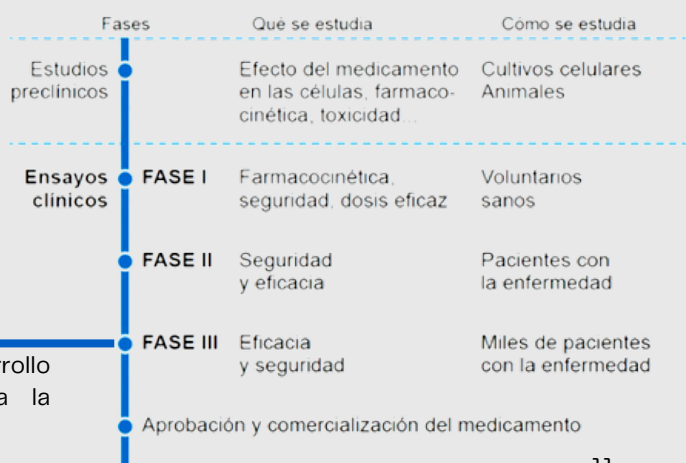 Fases Qué se estudia Cómo se estudia
Estudios preclínicos
Efecto del medicamento
en las células, farmaco-
cinética, toxicidad...
Cultivos celulares
Animales
Ensayos
clínicos
FASE I
Farmacocinética,
seguridad, dosis eficaz
Voluntarios
sanos
FASE II
Seguridad
y eficacia
Pacientes con
la enfermedad
FASE III
Eficacia
y seguridad
Miles de pacientes
con la enfermedad
rollo
a la
Aprobación y comercialización del medicamento